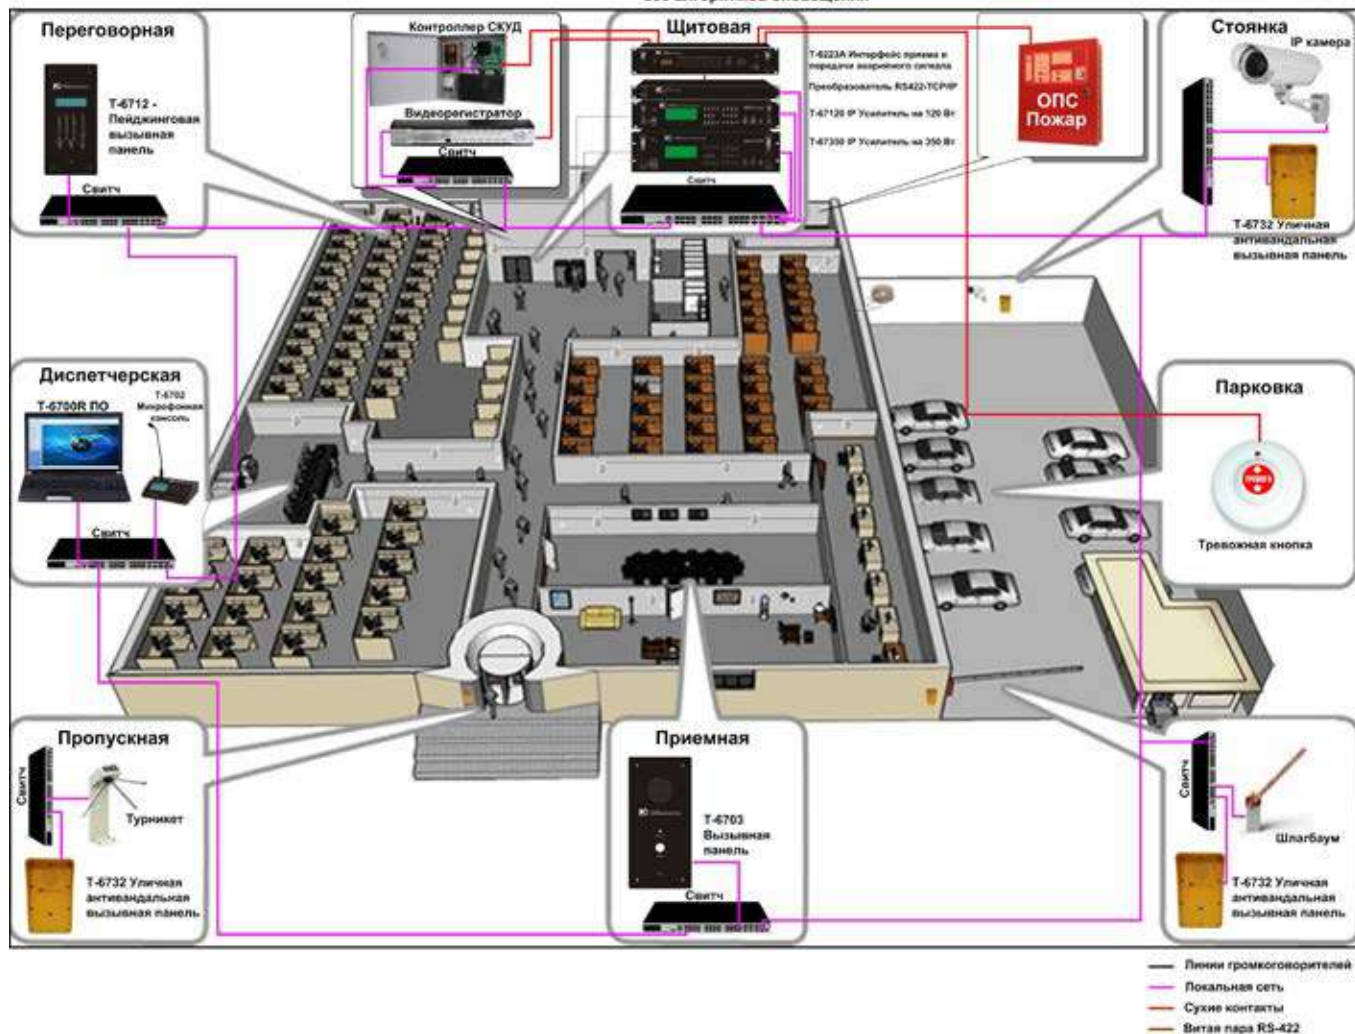 Переговорная
Т-6712 -
Пейджинговая
вызывная
панель
Свитч
Контроллер СКУД
Видеорегистратор
Свитч
Щитовая
Т-6223А Интерфейс приема и
передачи аварийного сигнала
Преобразователь RS422-TCP/IP
Т-67120 IP Усилитель на 120 Вт
Т-67350 IP Усилитель на 350 Вт
Свитч
ОПС
Пожар
Стоянка
IP камера
Т-6732 Уличная
антивандальная
вызывная панель
Диспетчерская
Т-6700R ПО
Т-6702
Микрофонная
консоль
Свитч
Парковка
Тревожная кнопка
Пропускная
Свитч
Турникет
Т-6732 Уличная
антивандальная
вызывная панель
Приемная
Т-6703
Вызывная
панель
Свитч
Свитч
Шлагбаум
Т-6732 Уличная
антивандальная
вызывная панель
Линии громкоговорителей
Локальная сеть
Сухие контакты
Витая пара RS-422